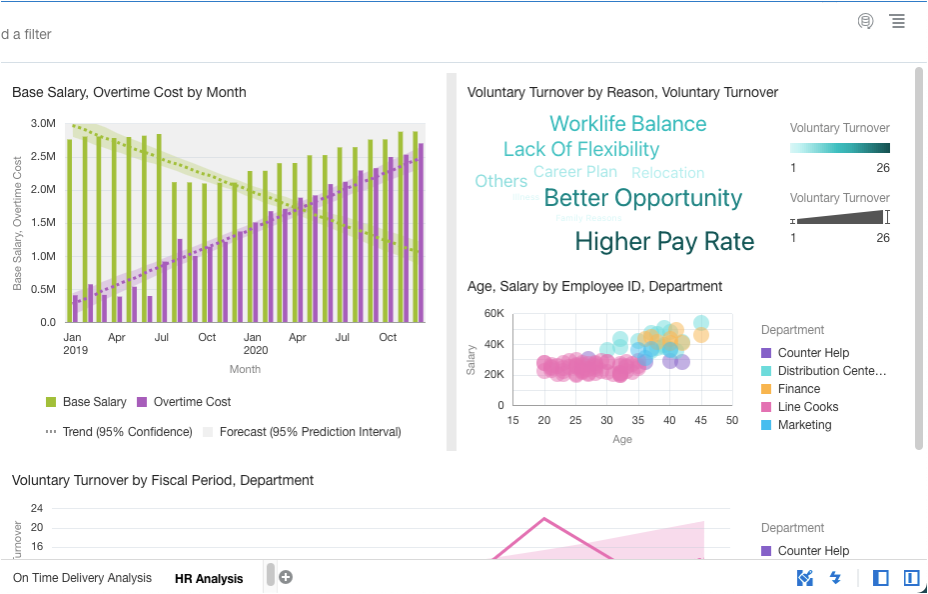 d a filter
Base Salary, Overtime Cost by Month
3.0M
2.5M
2.0M
1.5M
1.0M
0.5M
0.0
Base Salary, Overtime Cost
Jan Apr Jul Oct Jan Apr Jul Oct
2019 2020
Month
Base Salary Overtime Cost
Trend (95% Confidence) Forecast (95% Prediction Interval)
Voluntary Turnover by Reason, Voluntary Turnover
Worklife Balance
Lack Of Flexibility
Career Plan Relocation
Others
Better Opportunity
Family Reasons
Higher Pay Rate
Voluntary Turnover
1 26
Voluntary Turnover
1 26
Age, Salary by Employee ID, Department
60K
40K
20K
0
Salary
15 20 25 30 35 40 45 50
Age
Department
Counter Help
Distribution Cente...
Finance
Line Cooks
Marketing
Voluntary Turnover by Fiscal Period, Department
24
20
16
urnover
Department
Counter Help
On Time Delivery Analysis HR Analysis